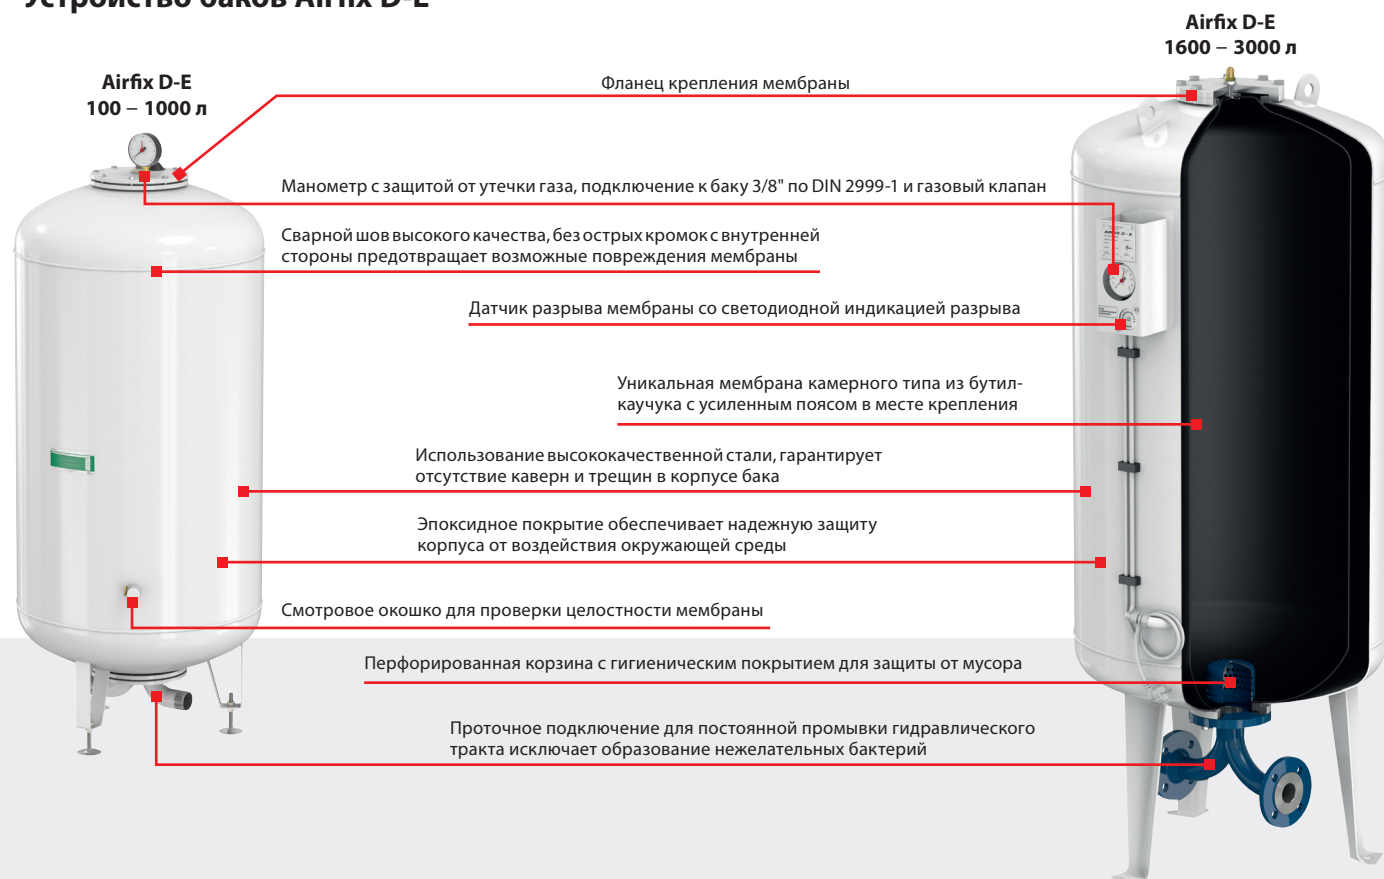 Устройство баков Airfix D-E
Airfix D-E
1600 – 3000 л
Airfix D-E
100 – 1000 л
Фланец крепления мембраны
Манометр с защитой от утечки газа, подключение к баку 3/8" по DIN 2999-1 и газовый клапан
Сварной шов высокого качества, без острых кромок с внутренней
стороны предотвращает возможные повреждения мембраны
Датчик разрыва мембраны со светодиодной индикацией разрыва
Уникальная мембрана камерного типа из бутил-
каучука с усиленным поясом в месте крепления
Использование высококачественной стали, гарантирует
отсутствие каверн и трещин в корпусе бака
Эпоксидное покрытие обеспечивает надежную защиту
корпуса от воздействия окружающей среды
Смотровое окошко для проверки целостности мембраны
Перфорированная корзина с гигиеническим покрытием для защиты от мусора
Проточное подключение для постоянной промывки гидравлического
тракта исключает образование нежелательных бактерий